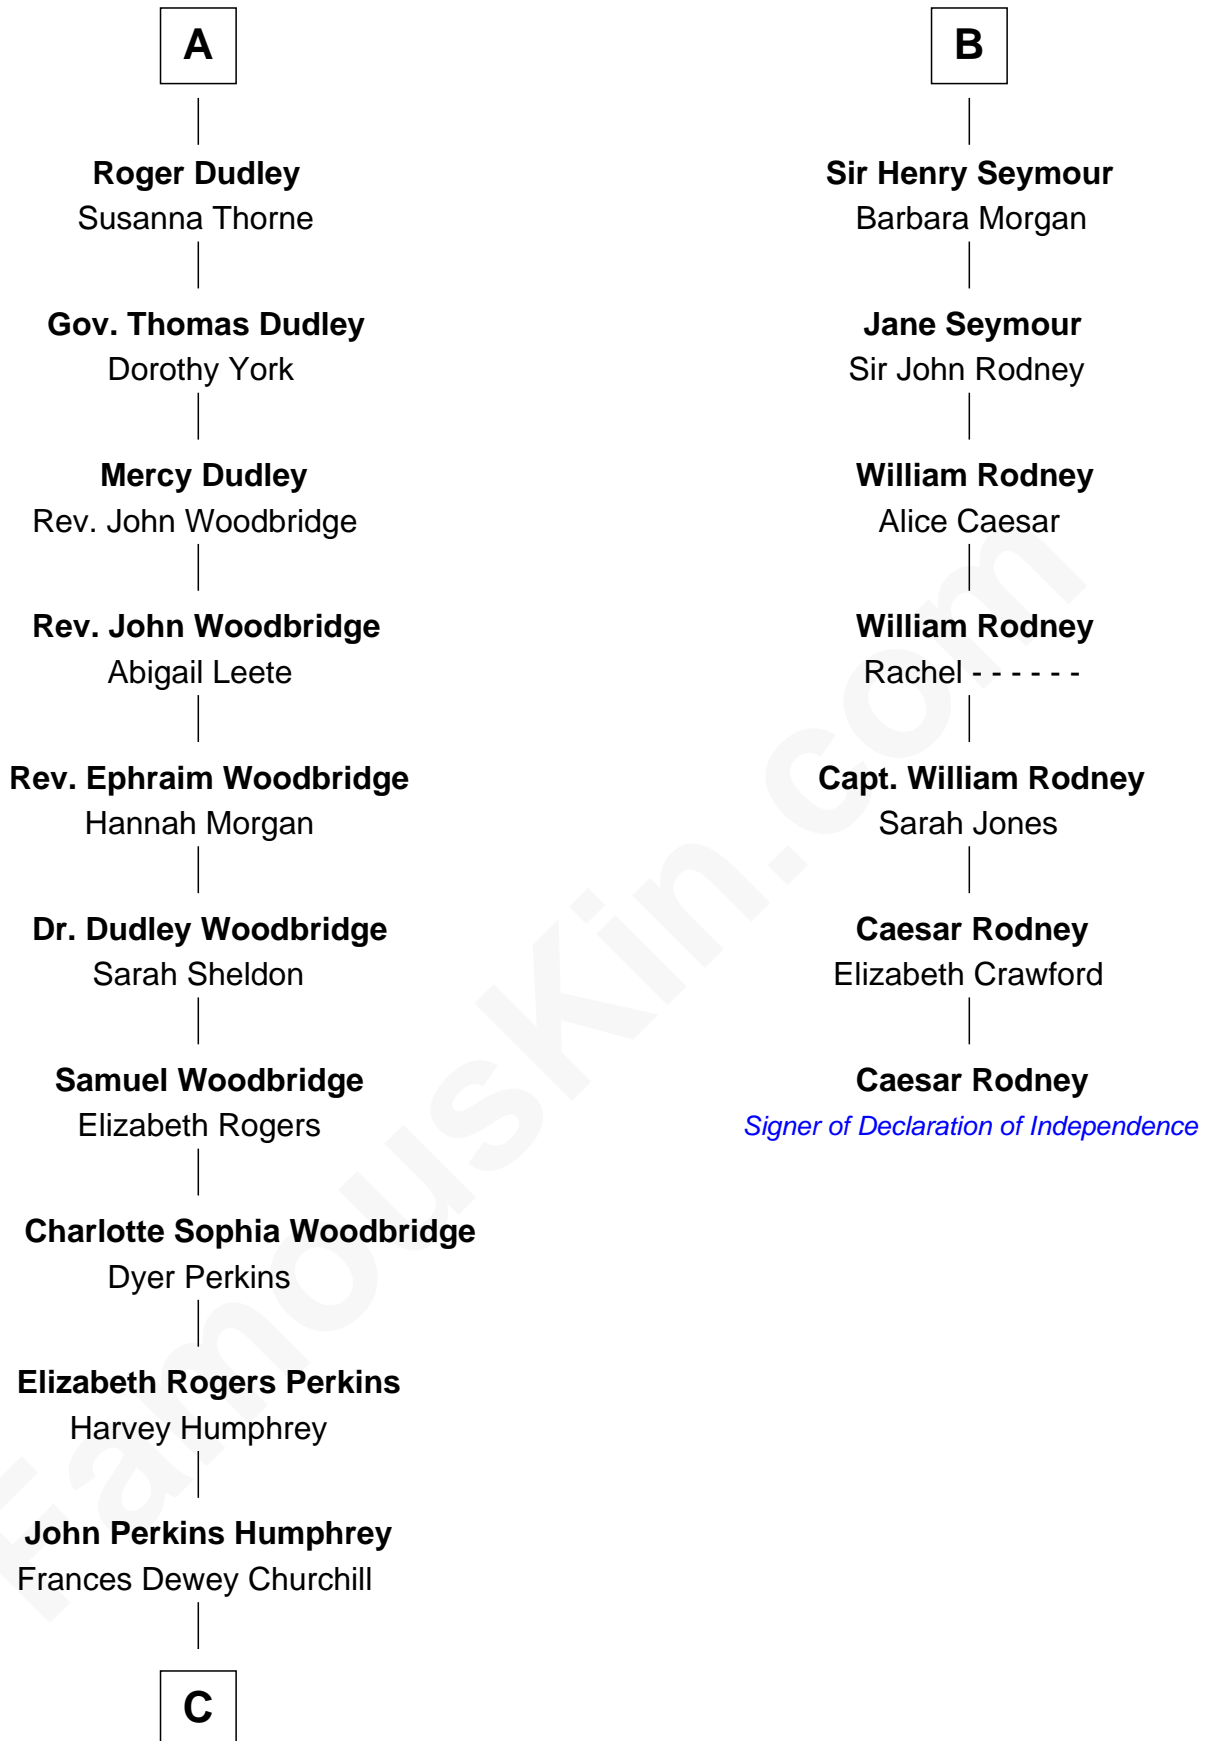 A
Roger Dudley
Susanna Thorne
Gov. Thomas Dudley
Dorothy York
Mercy Dudley
Rev. John Woodbridge
Rev. John Woodbridge
Abigail Leete
Rev. Ephraim Woodbridge
Hannah Morgan
Dr. Dudley Woodbridge
Sarah Sheldon
Samuel Woodbridge
Elizabeth Rogers
Charlotte Sophia Woodbridge
Dyer Perkins
Elizabeth Rogers Perkins
Harvey Humphrey
John Perkins Humphrey
Frances Dewey Churchill
C
B
Sir Henry Seymour
Barbara Morgan
Jane Seymour
Sir John Rodney
William Rodney
Alice Caesar
William Rodney
Rachel - - - - - -
Capt. William Rodney
Sarah Jones
Caesar Rodney
Elizabeth Crawford
Caesar Rodney
Signer of Declaration of Independence
FamousKin.com